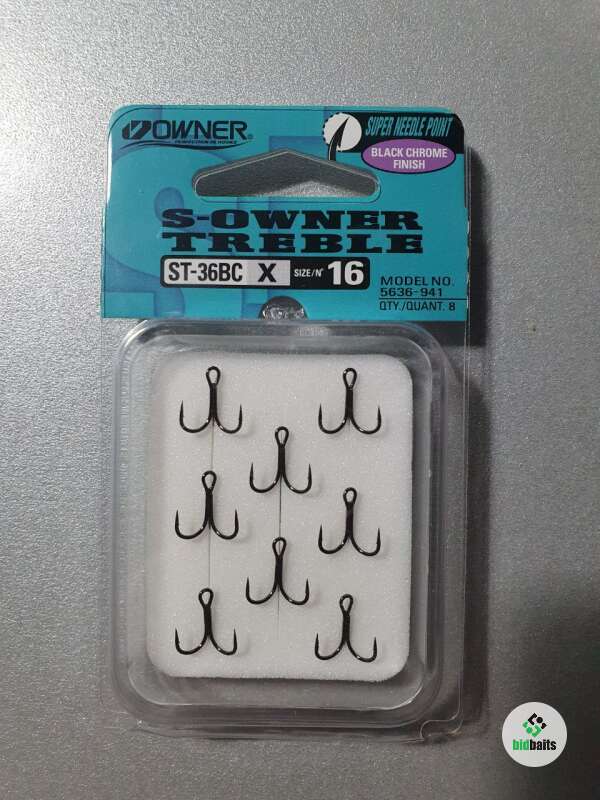 OWNER®
SUPER NEEDLE POINT
BLACK CHROME
FINISH
S-OWNER
TREBLE
ST-36BC X SIZE/N° 16
MODEL NO.
5636-941
QTY./QUANT. 8
bidbaits